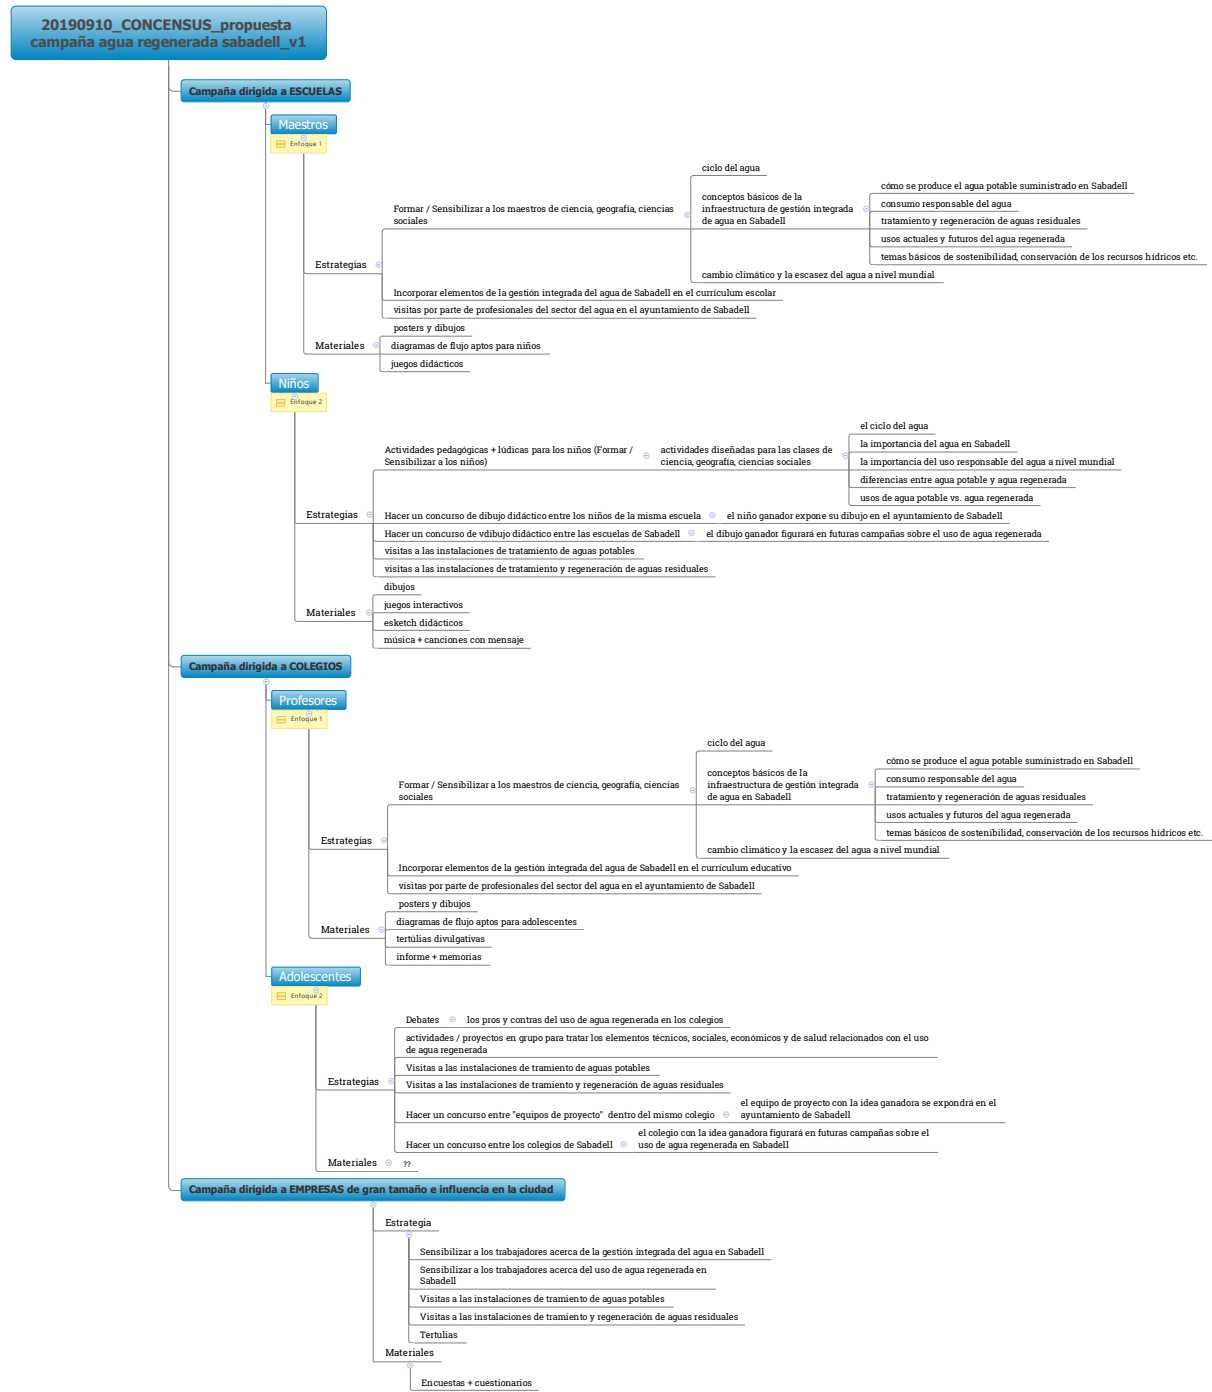 20190910_CONCENSUS_propuesta
campaña agua regenerada sabadell_v1
Campaña dirigida a ESCUELAS
Maestros
Enfoque 1
Estrategias
Formar / Sensibilizar a los maestros de ciencia, geografía, ciencias
sociales
ciclo del agua
conceptos básicos de la
infraestructura de gestión integrada
de agua en Sabadell
cómo se produce el agua potable suministrado en Sabadell
consumo responsable del agua
tratamiento y regeneración de aguas residuales
usos actuales y futuros del agua regenerada
temas básicos de sostenibilidad, conservación de los recursos hídricos etc.
cambio climático y la escasez del agua a nivel mundial
Incorporar elementos de la gestión integrada del agua de Sabadell en el currículum escolar
visitas por parte de profesionales del sector del agua en el ayuntamiento de Sabadell
Materiales
posters y dibujos
diagramas de flujo aptos para niños
juegos didácticos
Niños
Enfoque 2
Estrategias
Actividades pedagógicas + lúdicas para los niños (Formar /
Sensibilizar a los niños)
actividades diseñadas para las clases de
ciencia, geografía, ciencias sociales
el ciclo del agua
la importancia del agua en Sabadell
la importancia del uso responsable del agua a nivel mundial
diferencias entre agua potable y agua regenerada
usos de agua potable vs. agua regenerada
Hacer un concurso de dibujo didáctico entre los niños de la misma escuela
el niño ganador expone su dibujo en el ayuntamiento de Sabadell
Hacer un concurso de vdibujo didáctico entre las escuelas de Sabadell
el dibujo ganador figurará en futuras campañas sobre el uso de agua regenerada
visitas a las instalaciones de tratamiento de aguas potables
visitas a las instalaciones de tratamiento y regeneración de aguas residuales
Materiales
dibujos
juegos interactivos
esketch didácticos
música + canciones con mensaje
Campaña dirigida a COLEGIOS
Profesores
Enfoque 1
Estrategias
Formar / Sensibilizar a los maestros de ciencia, geografía, ciencias
sociales
ciclo del agua
conceptos básicos de la
infraestructura de gestión integrada
de agua en Sabadell
cómo se produce el agua potable suministrado en Sabadell
consumo responsable del agua
tratamiento y regeneración de aguas residuales
usos actuales y futuros del agua regenerada
temas básicos de sostenibilidad, conservación de los recursos hídricos etc.
cambio climático y la escasez del agua a nivel mundial
Incorporar elementos de la gestión integrada del agua de Sabadell en el currículum educativo
visitas por parte de profesionales del sector del agua en el ayuntamiento de Sabadell
Materiales
posters y dibujos
diagramas de flujo aptos para adolescentes
tertúlias divulgativas
informe + memorias
Adolescentes
Enfoque 2
Estrategias
Debates
los pros y contras del uso de agua regenerada en los colegios
actividades / proyectos en grupo para tratar los elementos técnicos, sociales, económicos y de salud relacionados con el uso
de agua regenerada
Visitas a las instalaciones de tramiento de aguas potables
Visitas a las instalaciones de tramiento y regeneración de aguas residuales
Hacer un concurso entre "equipos de proyecto" dentro del mismo colegio
el equipo de proyecto con la idea ganadora se expondrá en el
ayuntamiento de Sabadell
Hacer un concurso entre los colegios de Sabadell
el colegio con la idea ganadora figurará en futuras campañas sobre el
uso de agua regenerada en Sabadell
Materiales
??
Campaña dirigida a EMPRESAS de gran tamaño e influencia en la ciudad
Estrategia
Sensibilizar a los trabajadores acerca de la gestión integrada del agua en Sabadell
Sensibilizar a los trabajadores acerca del uso de agua regenerada en
Sabadell
Visitas a las instalaciones de tramiento de aguas potables
Visitas a las instalaciones de tramiento y regeneración de aguas residuales
Tertulias
Materiales
Encuestas + cuestionarios